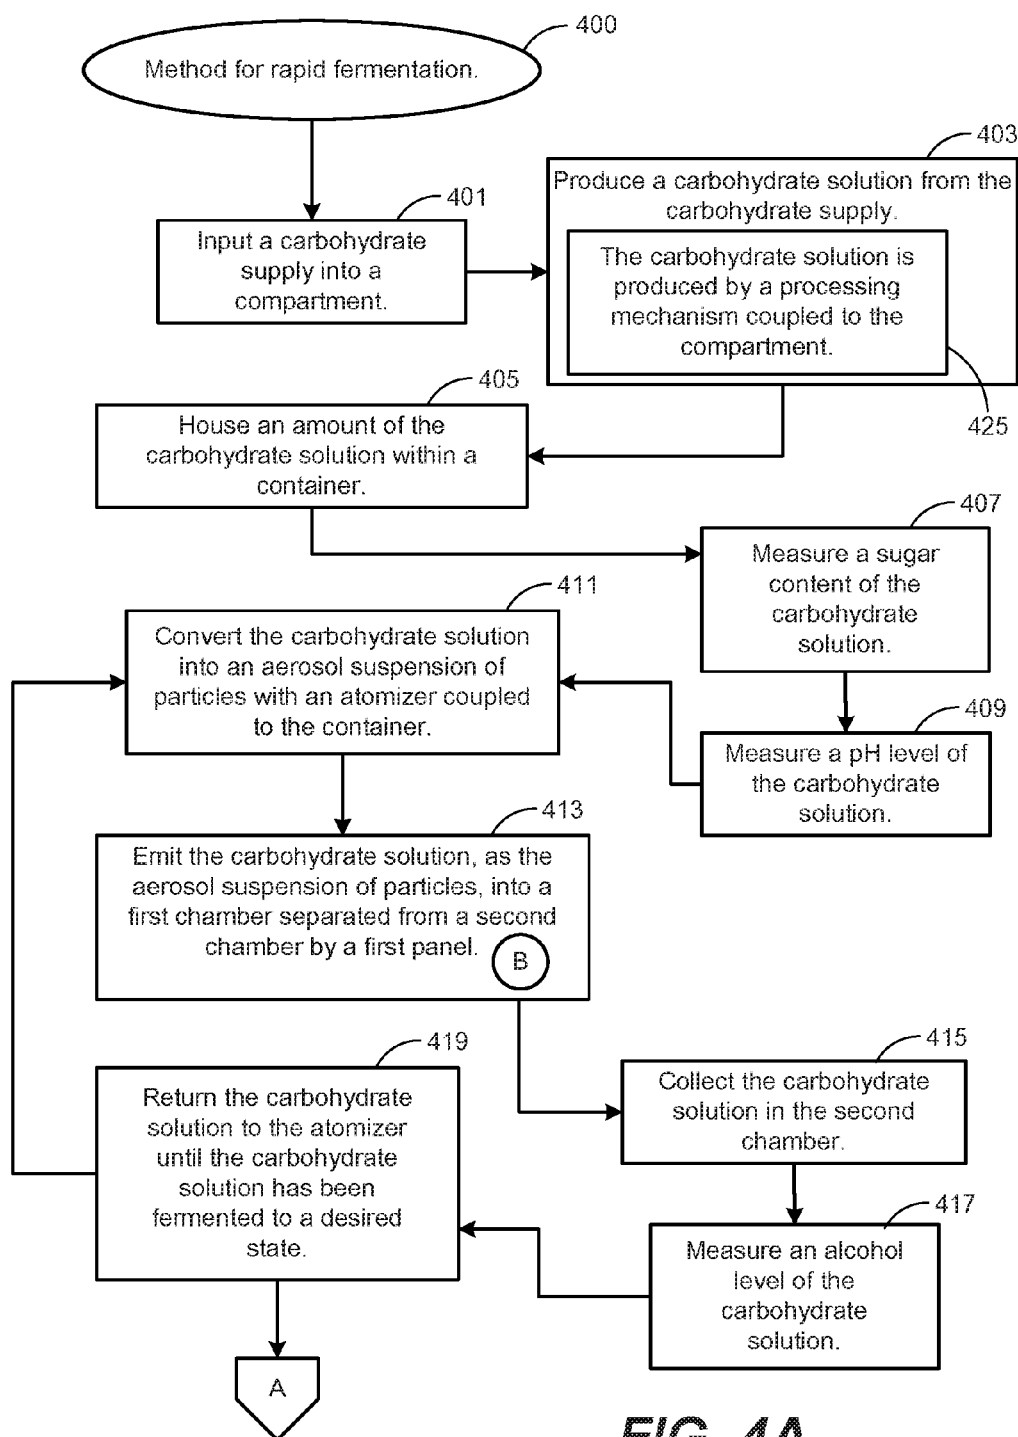 400
Method for rapid fermentation.
403
Produce a carbohydrate solution from the
carbohydrate supply.
401
Input a carbohydrate
supply into a
compartment.
The carbohydrate solution is
produced by a processing
mechanism coupled to the
compartment.
425
405
House an amount of the
carbohydrate solution within a
container.
407
Measure a sugar
content of the
carbohydrate
solution.
409
Measure a pH level of
the carbohydrate
solution.
411
Convert the carbohydrate solution
into an aerosol suspension of
particles with an atomizer coupled
to the container.
413
Emit the carbohydrate solution, as the
aerosol suspension of particles, into a
first chamber separated from a second
chamber by a first panel.
B
415
Collect the carbohydrate
solution in the second
chamber.
417
Measure an alcohol
level of the
carbohydrate
solution.
419
Return the carbohydrate
solution to the atomizer
until the carbohydrate
solution has been
fermented to a desired
state.
A
FIG. 4A